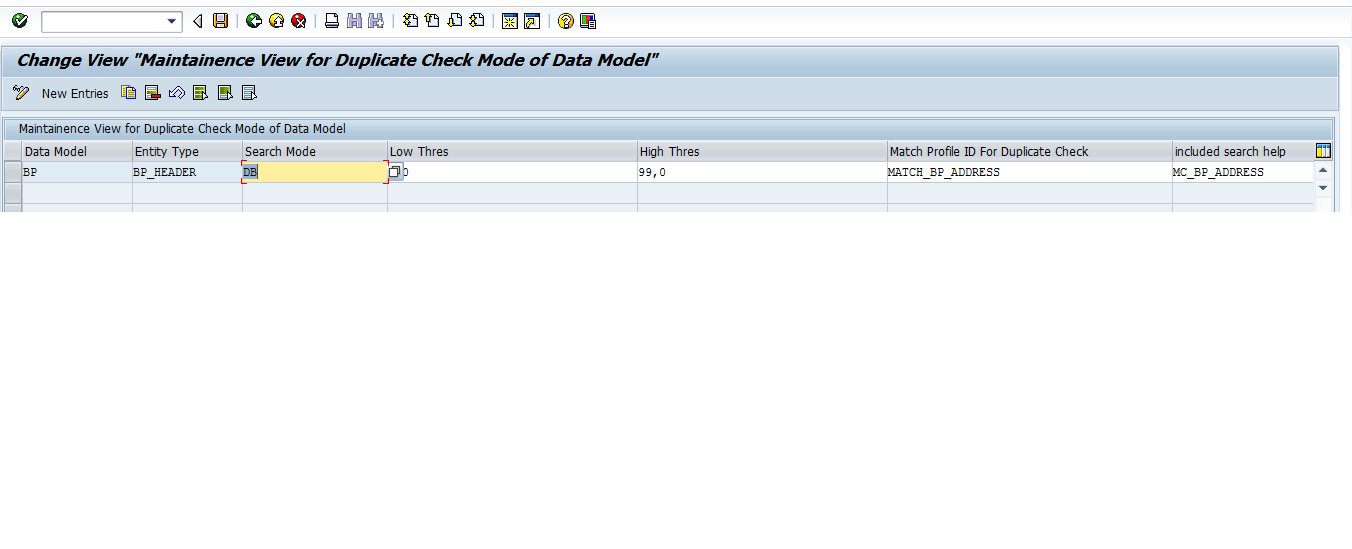 Change View "Maintainence View for Duplicate Check Mode of Data Model"
New Entries
Maintainence View for Duplicate Check Mode of Data Model
Data Model Entity Type Search Mode Low Thres High Thres Match Profile ID For Duplicate Check included search help
BP BP_HEADER DB 0 99,0 MATCH_BP_ADDRESS MC_BP_ADDRESS